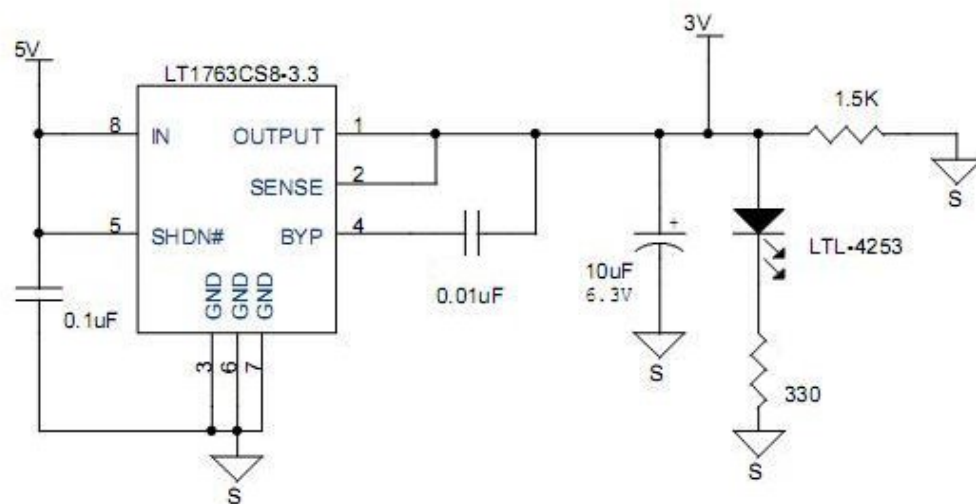 5V
3V
LT1763CS8-3.3
1.5K
8 IN OUTPUT 1
SENSE 2
S
5 SHDN# BYP 4
+
LTL-4253
10uF
6.3V
0.01uF
0.1uF
GND GND GND
3 6 7
S
330
S
S